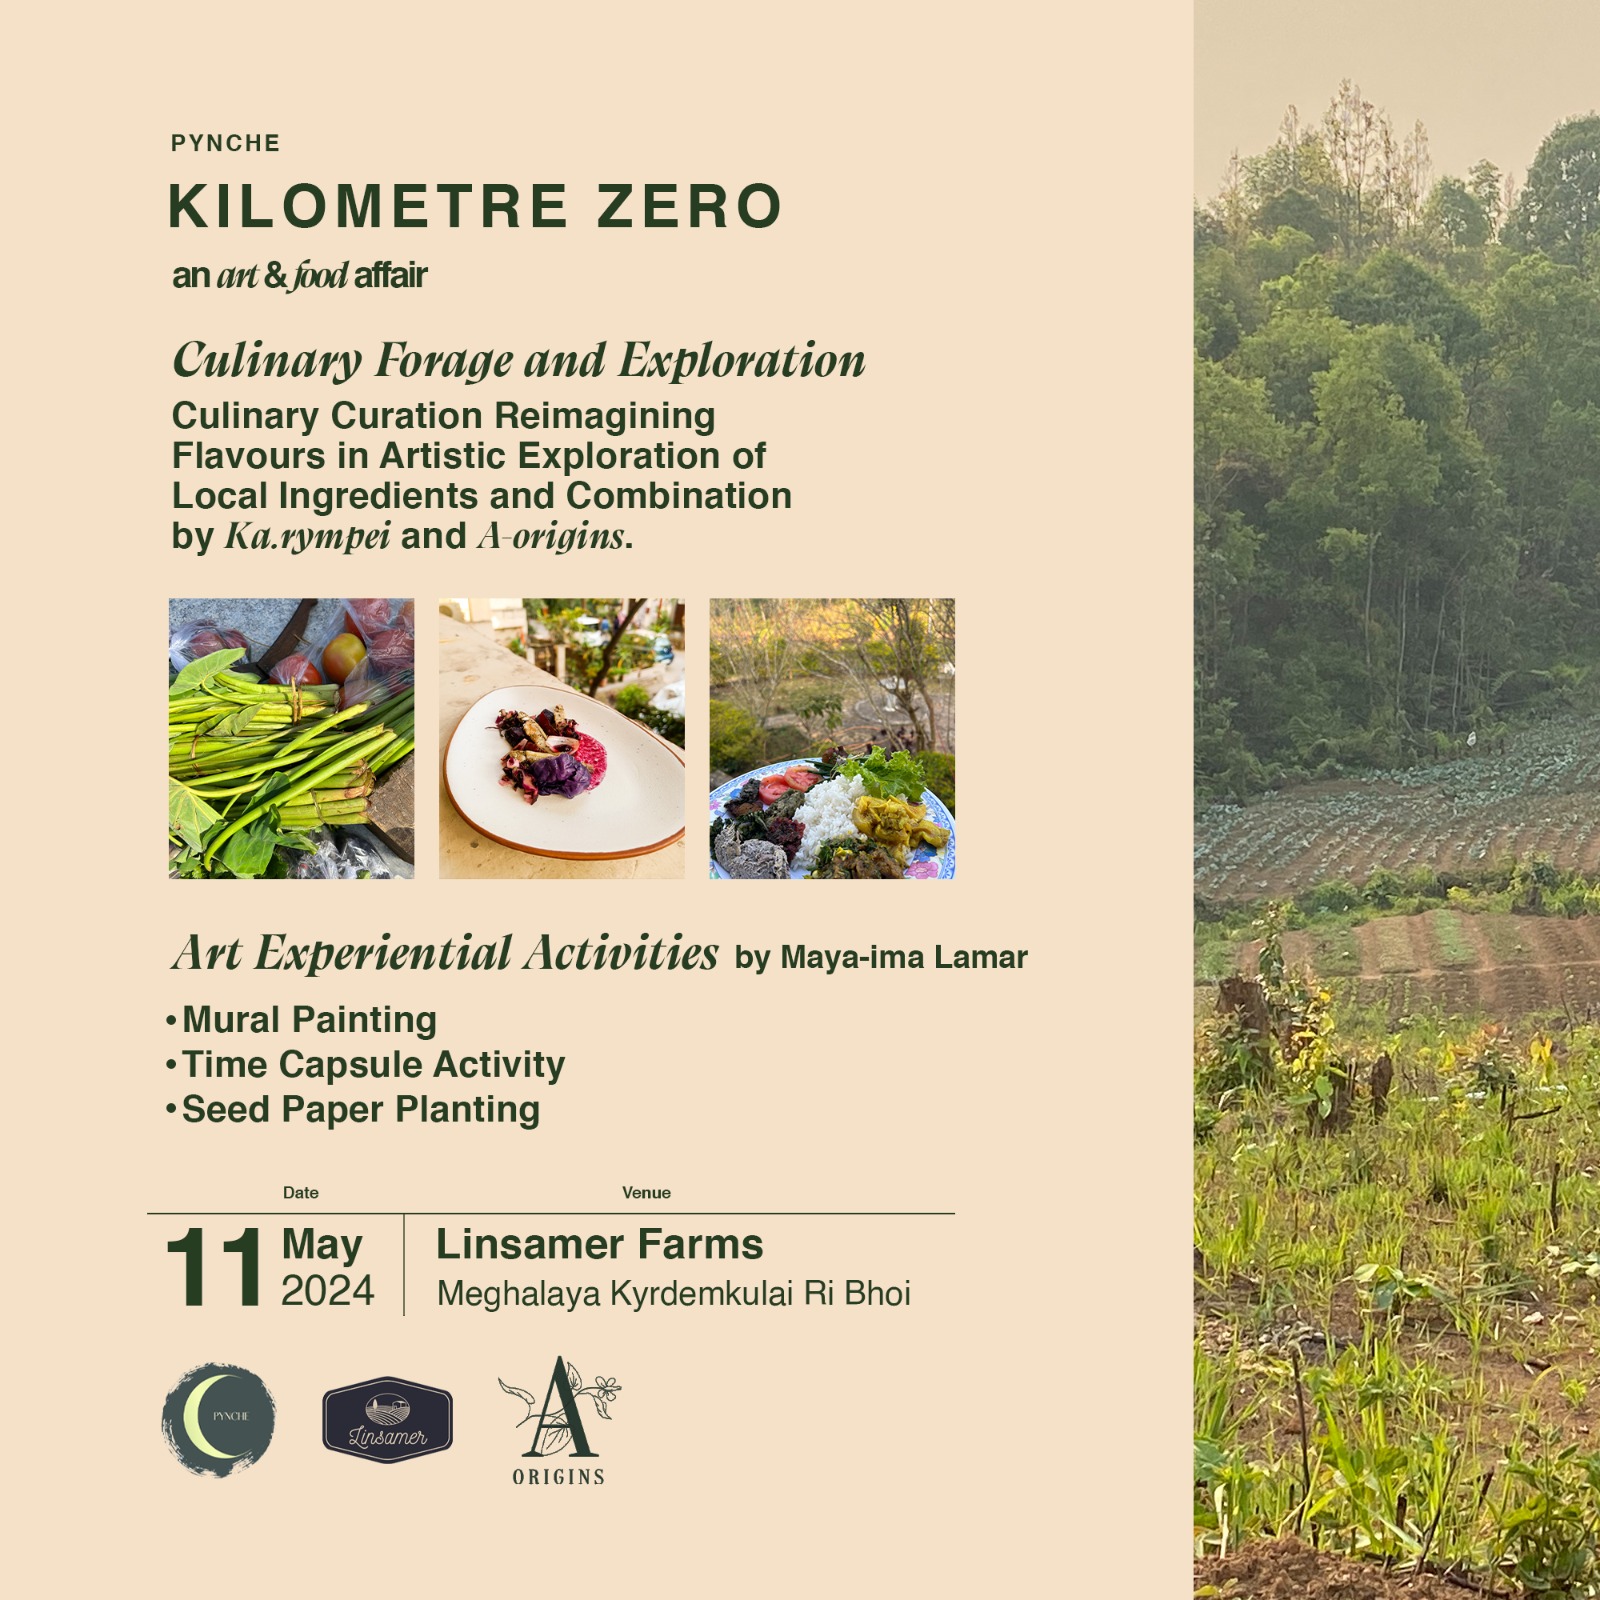 PYNCHE
KILOMETRE ZERO
an art & food affair
Culinary Forage and Exploration
Culinary Curation Reimagining
Flavours in Artistic Exploration of
Local Ingredients and Combination
by Ka.rympei and A-origins.
Art Experiential Activities by Maya-ima Lamar
•Mural Painting
•Time Capsule Activity
•Seed Paper Planting
Date
Venue
11 May 2024
Linsamer Farms
Meghalaya Kyrdemkulai Ri Bhoi
PYNCHE
Linsamer
A
ORIGINS